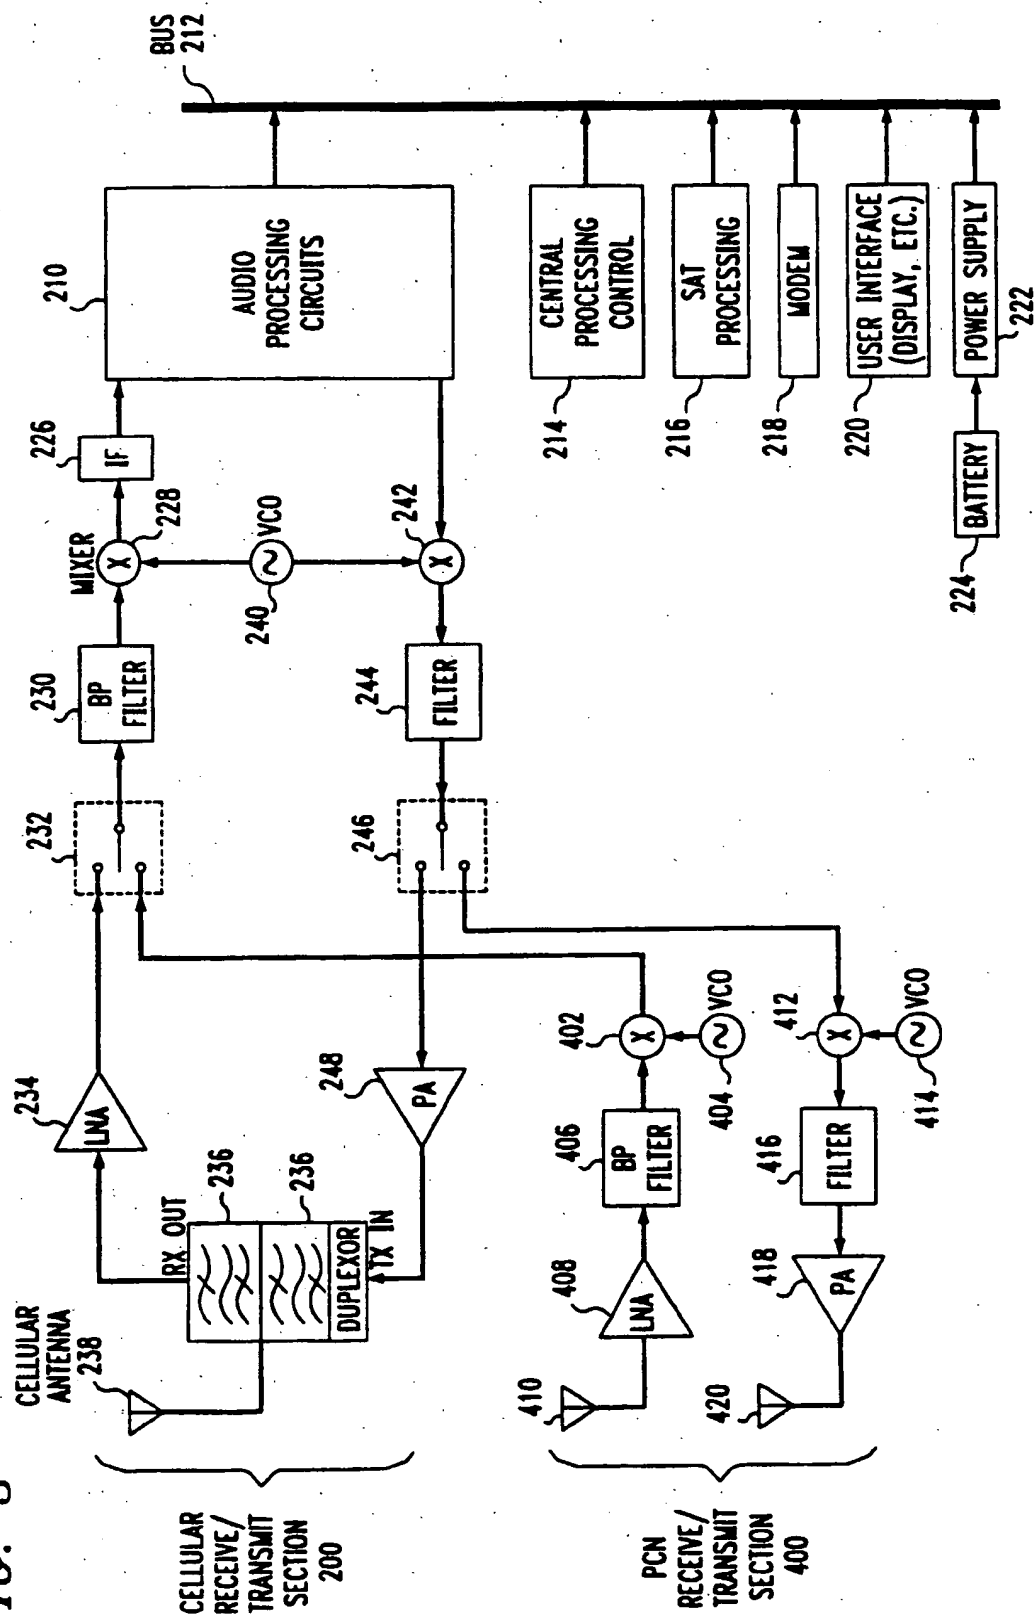 BUS
212
210
AUDIO
PROCESSING
CIRCUITS
226
IF
MIXER
228
VCO
240
242
230
BP
FILTER
244
FILTER
232
246
234
LNA
248
PA
RX OUT
236
236
DUPLEXOR
TX IN
CELLULAR
ANTENNA
238
CELLULAR
RECEIVE/
TRANSMIT
SECTION
200
CENTRAL
PROCESSING
CONTROL
214
SAT
PROCESSING
216
MODEM
218
USER INTERFACE
(DISPLAY, ETC.)
220
POWER SUPPLY
222
BATTERY
224
402
VCO
404
412
VCO
414
406
BP
FILTER
416
FILTER
408
LNA
418
PA
410
420
PCN
RECEIVE/
TRANSMIT
SECTION
400